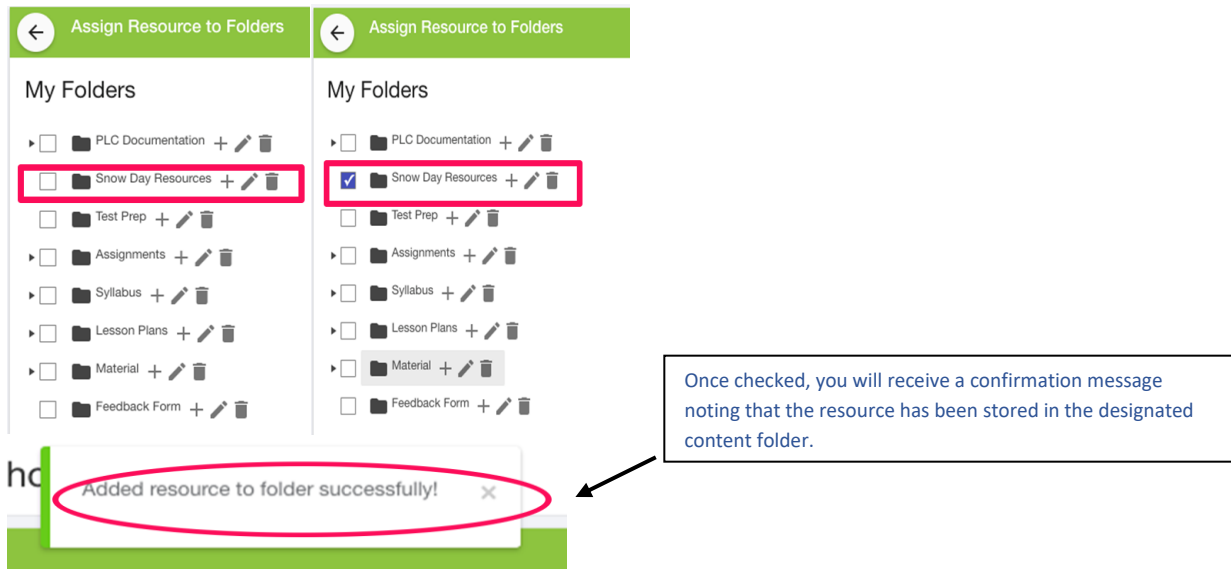 Assign Resource to Folders
My Folders
PLC Documentation
Snow Day Resources
Test Prep
Assignments
Syllabus
Lesson Plans
Material
Feedback Form
Assign Resource to Folders
My Folders
PLC Documentation
Snow Day Resources
Test Prep
Assignments
Syllabus
Lesson Plans
Material
Feedback Form
Once checked, you will receive a confirmation message
noting that the resource has been stored in the designated
content folder.
Added resource to folder successfully!